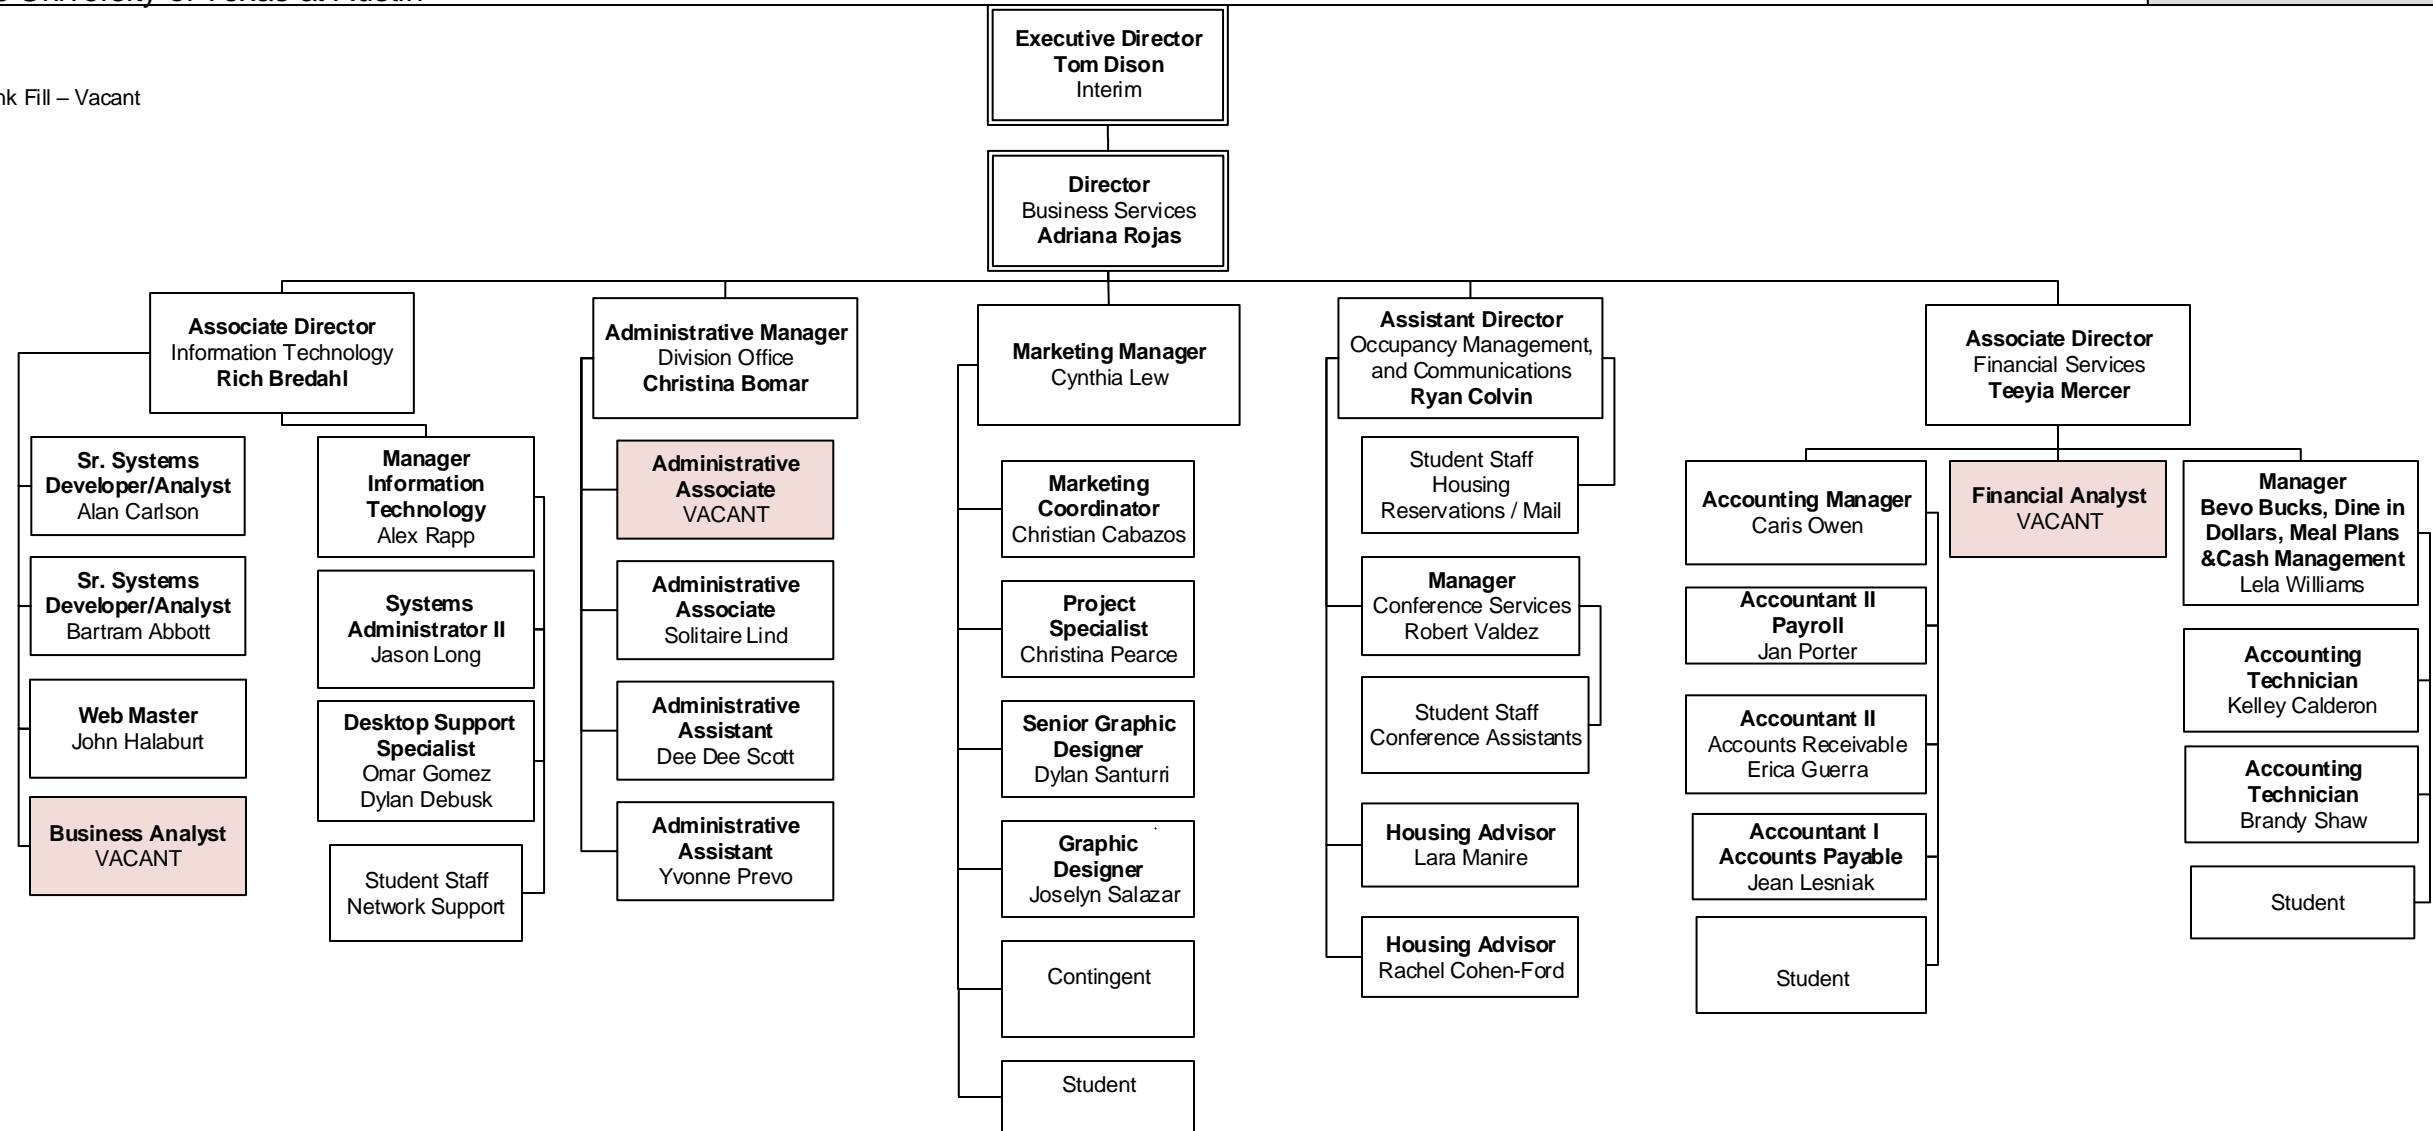 University of Texas at Austin
Fill – Vacant
Executive Director
Tom Dison
Interim
Director
Business Services
Adriana Rojas
Associate Director
Information Technology
Rich Bredahl
Sr. Systems
Developer/Analyst
Alan Carlson
Sr. Systems
Developer/Analyst
Bartram Abbott
Web Master
John Halaburt
Business Analyst
VACANT
Manager
Information
Technology
Alex Rapp
Systems
Administrator II
Jason Long
Desktop Support
Specialist
Omar Gomez
Dylan Debusk
Student Staff
Network Support
Administrative Manager
Division Office
Christina Bomar
Administrative
Associate
VACANT
Administrative
Associate
Solitaire Lind
Administrative
Assistant
Dee Dee Scott
Administrative
Assistant
Yvonne Prevo
Marketing Manager
Cynthia Lew
Marketing
Coordinator
Christian Cabazos
Project
Specialist
Christina Pearce
Senior Graphic
Designer
Dylan Santurri
Graphic
Designer
Joselyn Salazar
Contingent
Student
Assistant Director
Occupancy Management,
and Communications
Ryan Colvin
Student Staff
Housing
Reservations / Mail
Manager
Conference Services
Robert Valdez
Student Staff
Conference Assistants
Housing Advisor
Lara Manire
Housing Advisor
Rachel Cohen-Ford
Associate Director
Financial Services
Teeyia Mercer
Accounting Manager
Caris Owen
Accountant II
Payroll
Jan Porter
Accountant II
Accounts Receivable
Erica Guerra
Accountant I
Accounts Payable
Jean Lesniak
Student
Financial Analyst
VACANT
Manager
Bevo Bucks, Dine in
Dollars, Meal Plans
&Cash Management
Lela Williams
Accounting
Technician
Kelley Calderon
Accounting
Technician
Brandy Shaw
Student